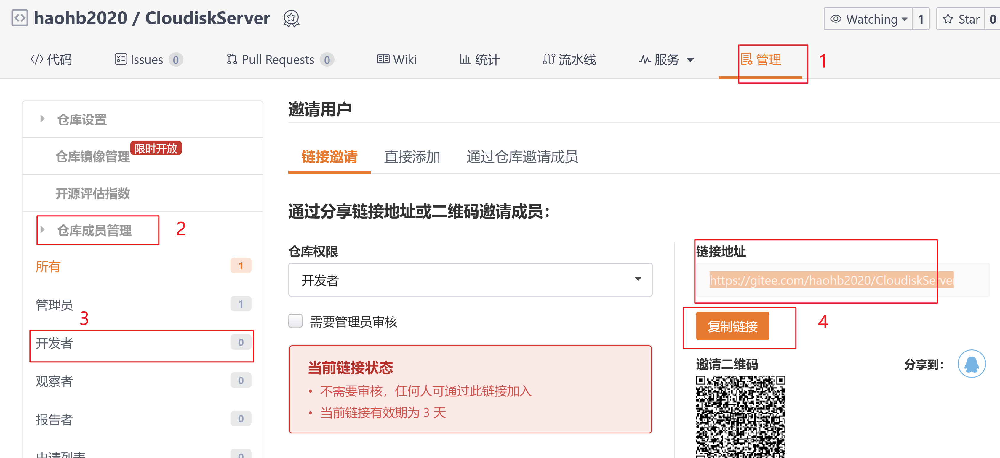 haohb2020 / CloudiskServer
Watching 1
Star 0
代码
Issues 0
Pull Requests 0
Wiki
统计
流水线
服务
管理
1
仓库设置
仓库镜像管理 限时开放
开源评估指数
仓库成员管理
2
所有 1
管理员 1
3
开发者 0
观察者 0
报告者 0
申请列表 0
邀请用户
链接邀请 直接添加 通过仓库邀请成员
通过分享链接地址或二维码邀请成员：
仓库权限
开发者
需要管理员审核
当前链接状态
• 不需要审核，任何人可通过此链接加入
• 当前链接有效期为 3 天
链接地址
https://gitee.com/haohb2020/CloudiskServer
复制链接
4
邀请二维码
分享到：